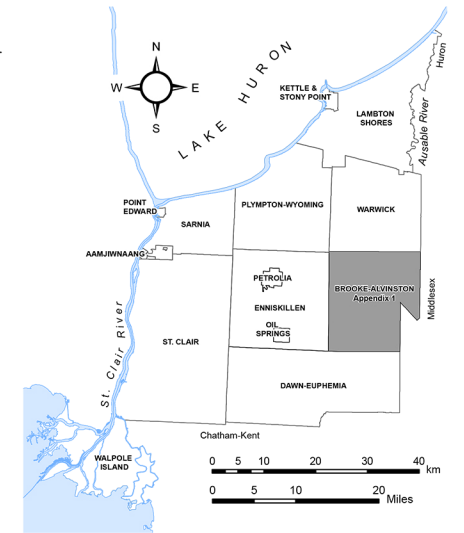 N
W
E
S
LAKE HURON
KETTLE &
STONY POINT
LAMBTON
SHORES
Huron
Ausable River
POINT
EDWARD
SARNIA
PLYMPTON-WYOMING
WARWICK
AAMJIWNAANG
PETROLIA
ENNISKILLEN
OIL
SPRINGS
BROOKE-ALVINSTON
Appendix 1
Middlesex
St. Clair River
ST. CLAIR
DAWN-EUPHEMIA
Chatham-Kent
WALPOLE
ISLAND
0 5 10 20 30 40 km
0 5 10 20 Miles